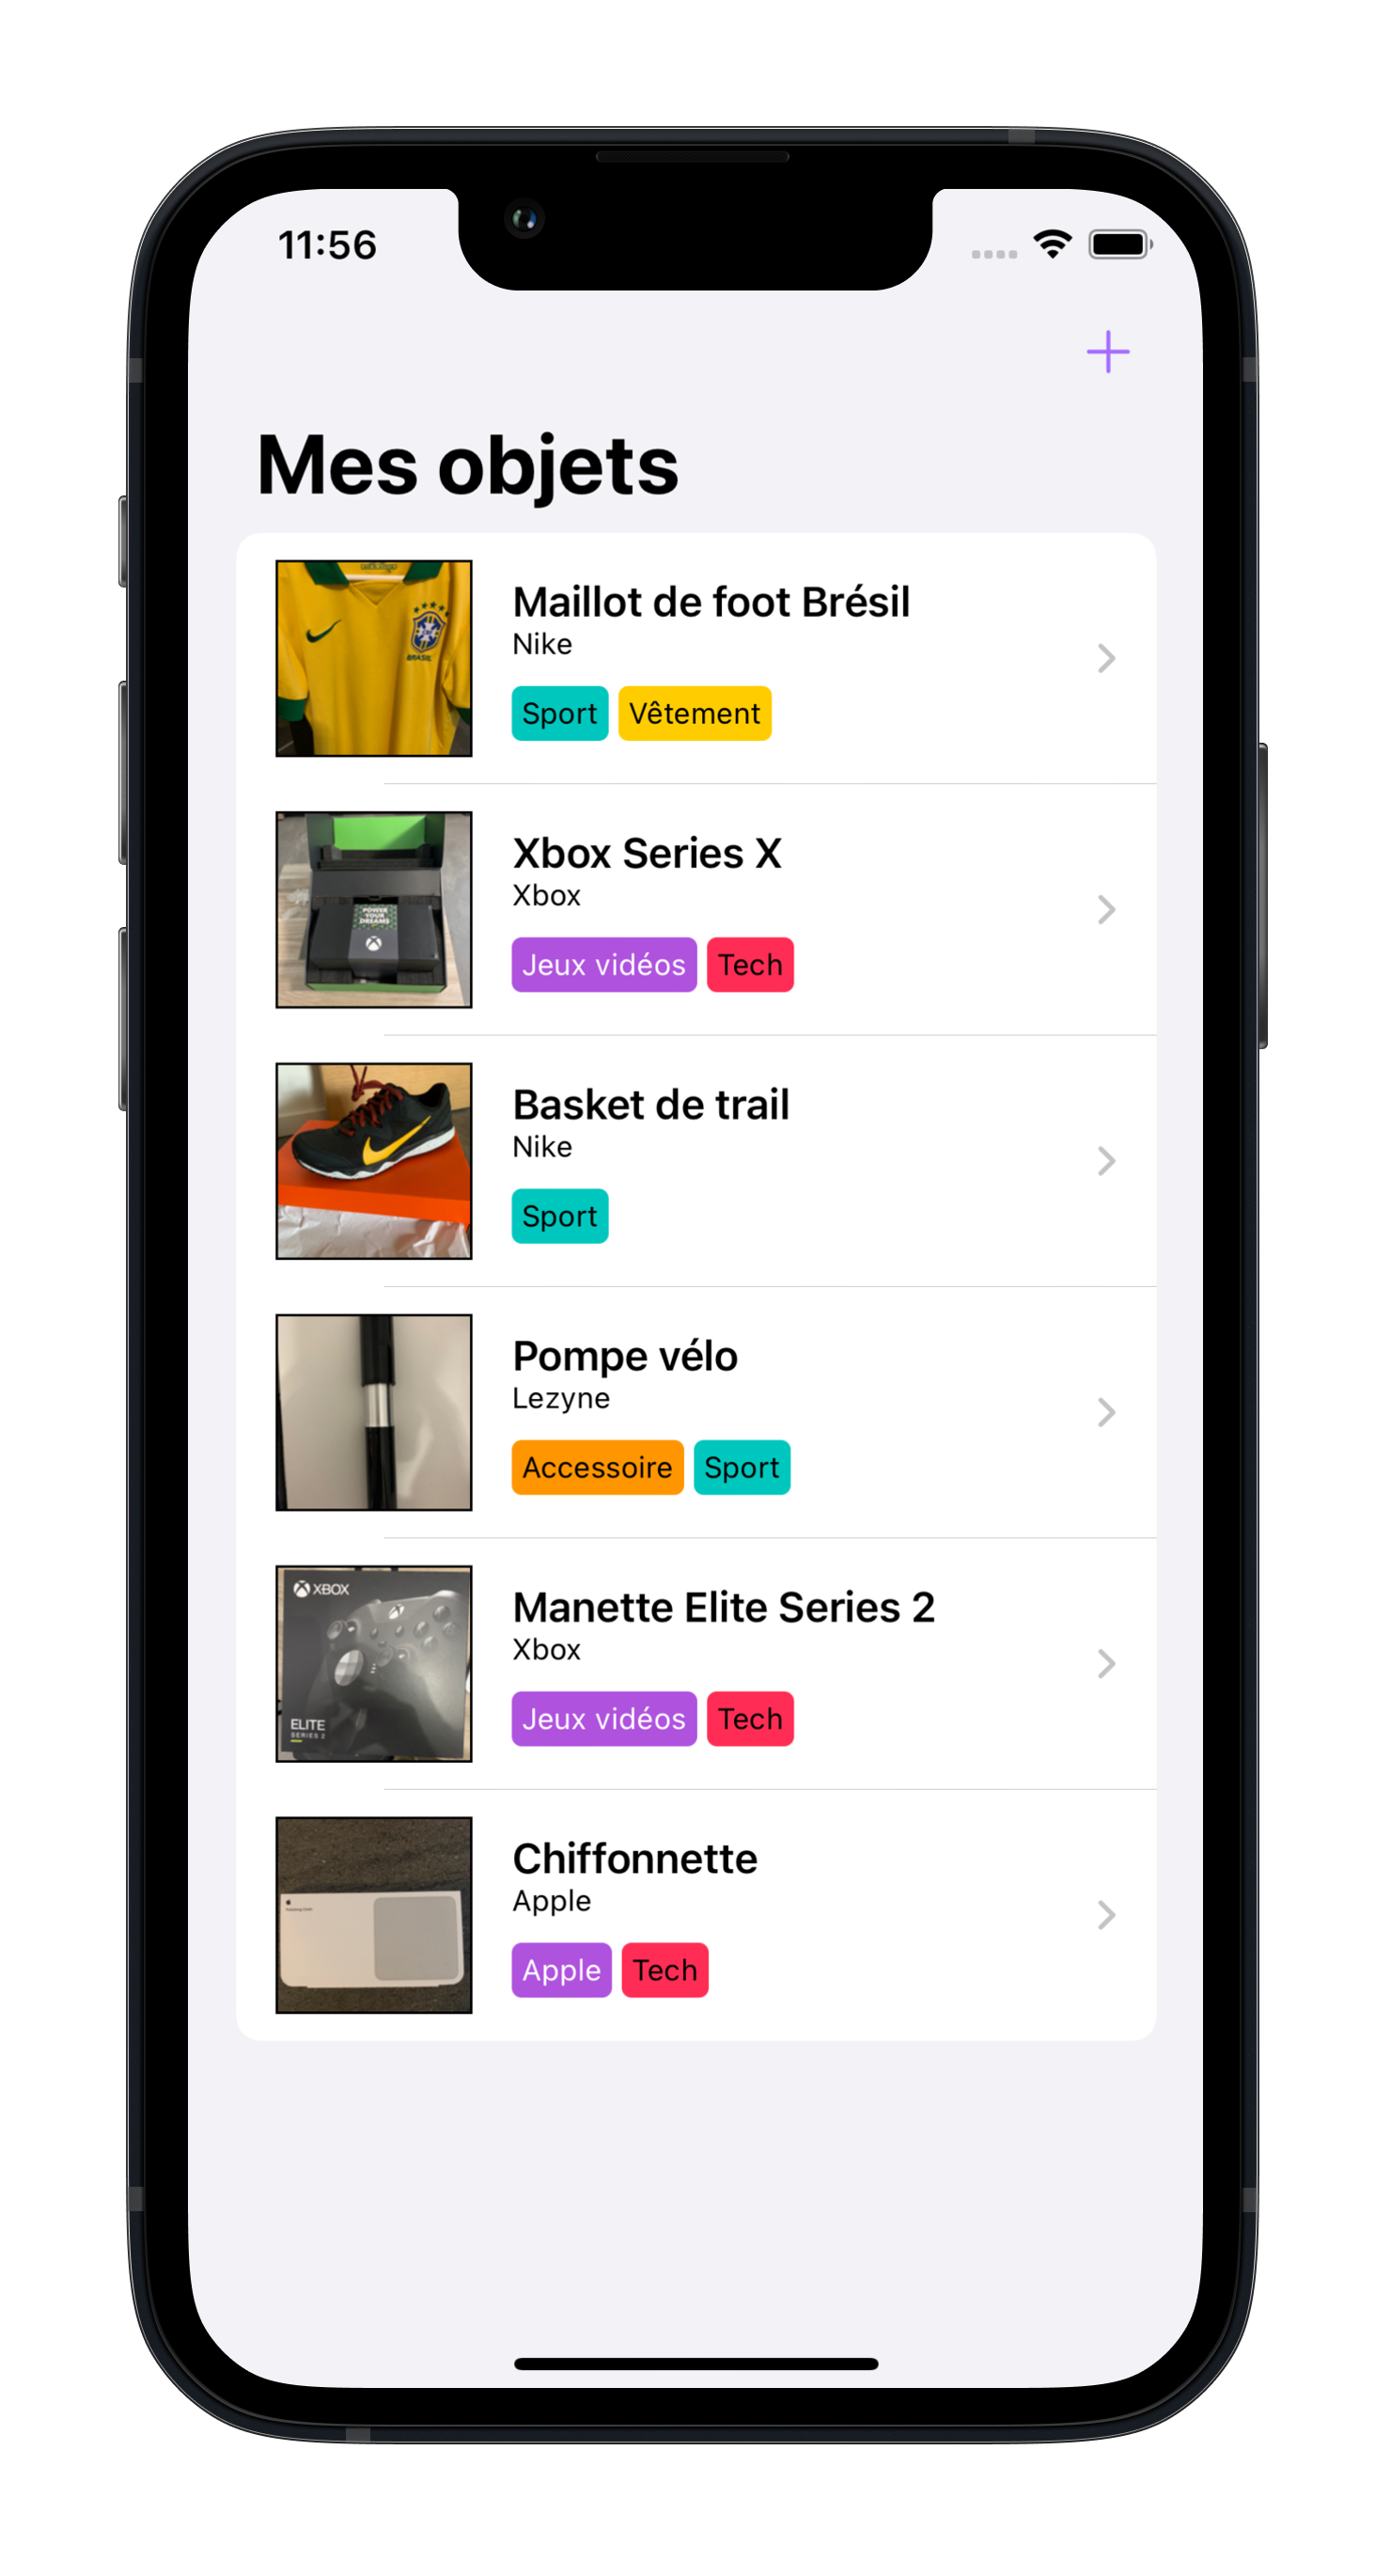 11:56
Mes objets
BRASIL
Maillot de foot Brésil
Nike
Sport Vêtement
POWER
YOUR
DREAMS
Xbox Series X
Xbox
Jeux vidéos Tech
Basket de trail
Nike
Sport
Pompe vélo
Lezyne
Accessoire Sport
XBOX
ELITE
SERIES 2
Manette Elite Series 2
Xbox
Jeux vidéos Tech
Chiffonnette
Apple
Apple Tech